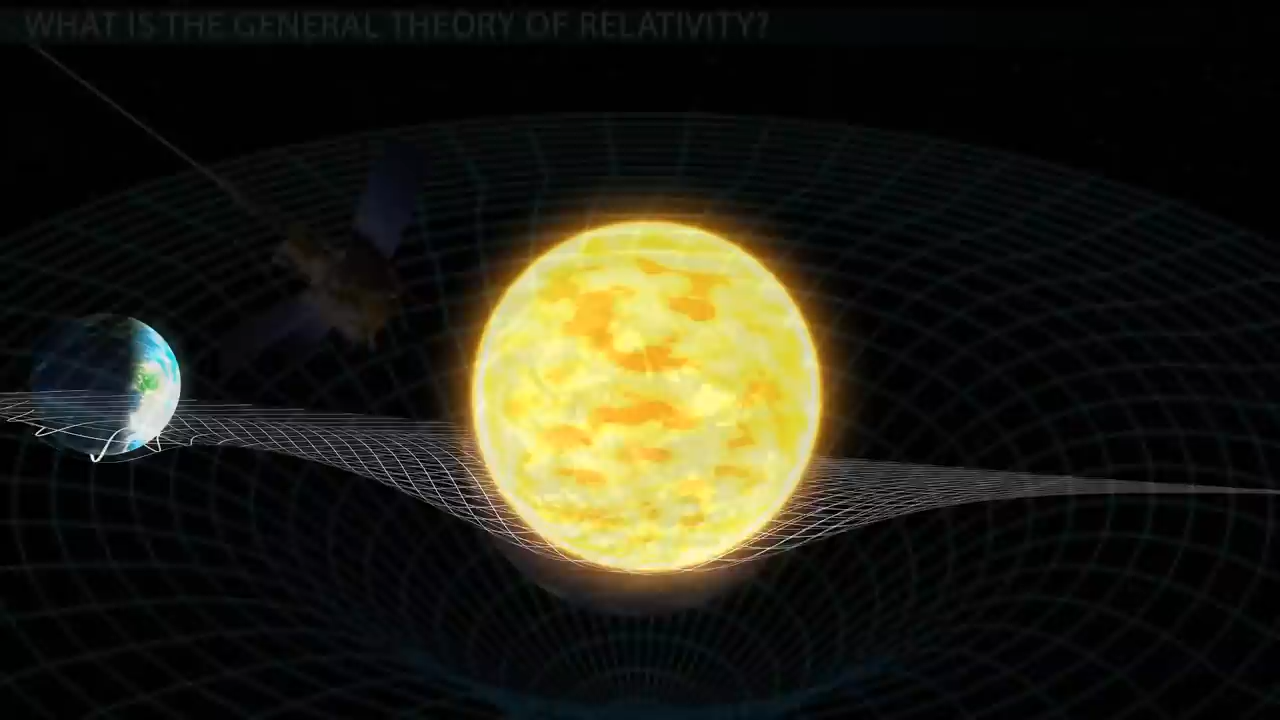 WHAT IS THE GENERAL THEORY OF RELATIVITY?